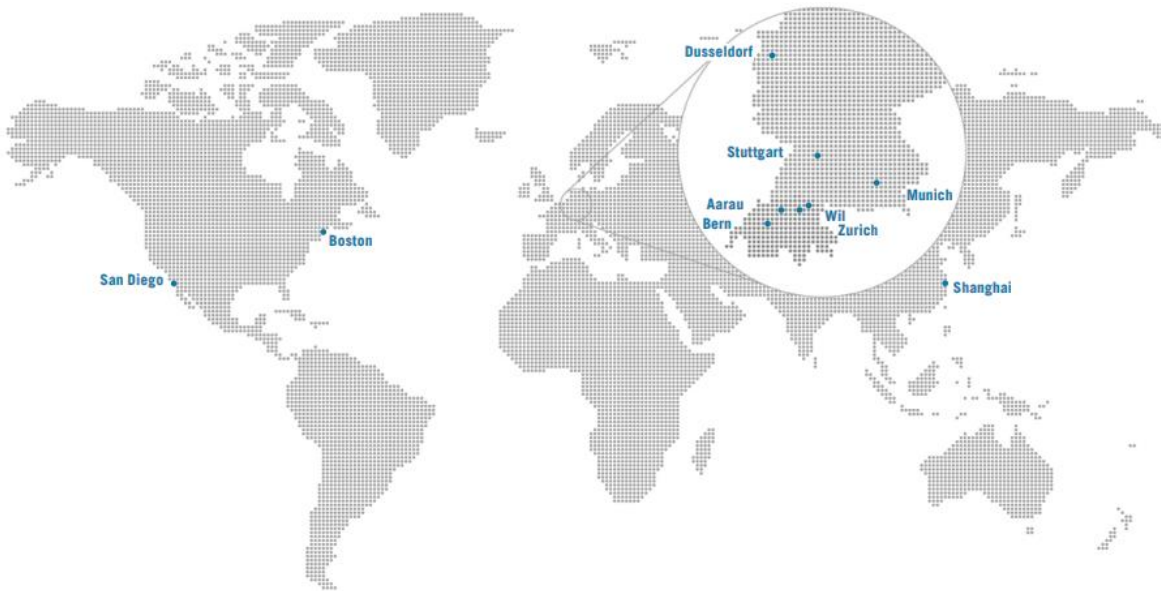 Dusseldorf
Stuttgart
Munich
Aarau
Wil
Bern
Zurich
Boston
San Diego
Shanghai